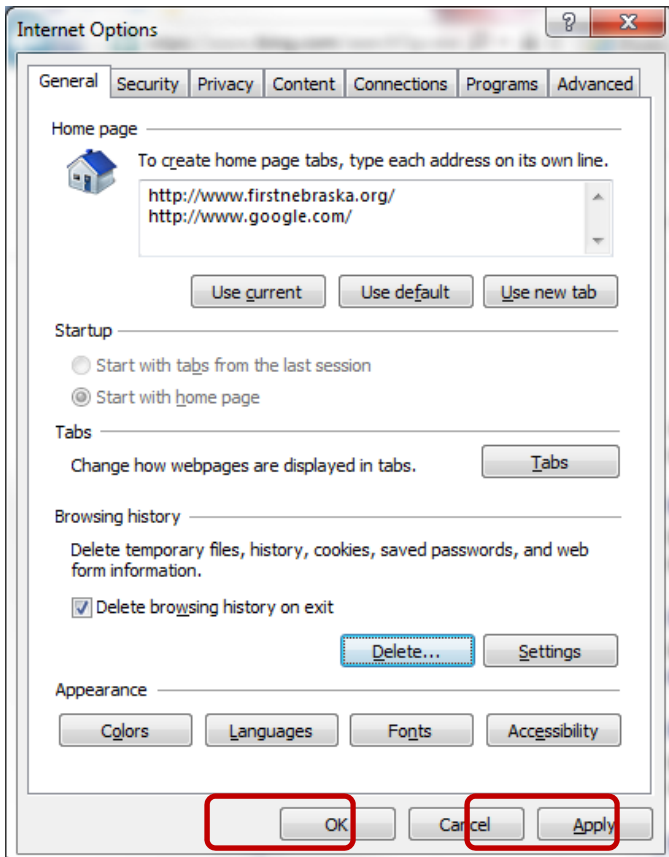 Internet Options
?
General Security Privacy Content Connections Programs Advanced
Home page
To create home page tabs, type each address on its own line.
http://www.firstnebraska.org/
http://www.google.com/
Use current Use default Use new tab
Startup
Start with tabs from the last session
Start with home page
Tabs
Change how webpages are displayed in tabs.
Tabs
Browsing history
Delete temporary files, history, cookies, saved passwords, and web
form information.
Delete browsing history on exit
Delete... Settings
Appearance
Colors Languages Fonts Accessibility
OK Cancel Apply